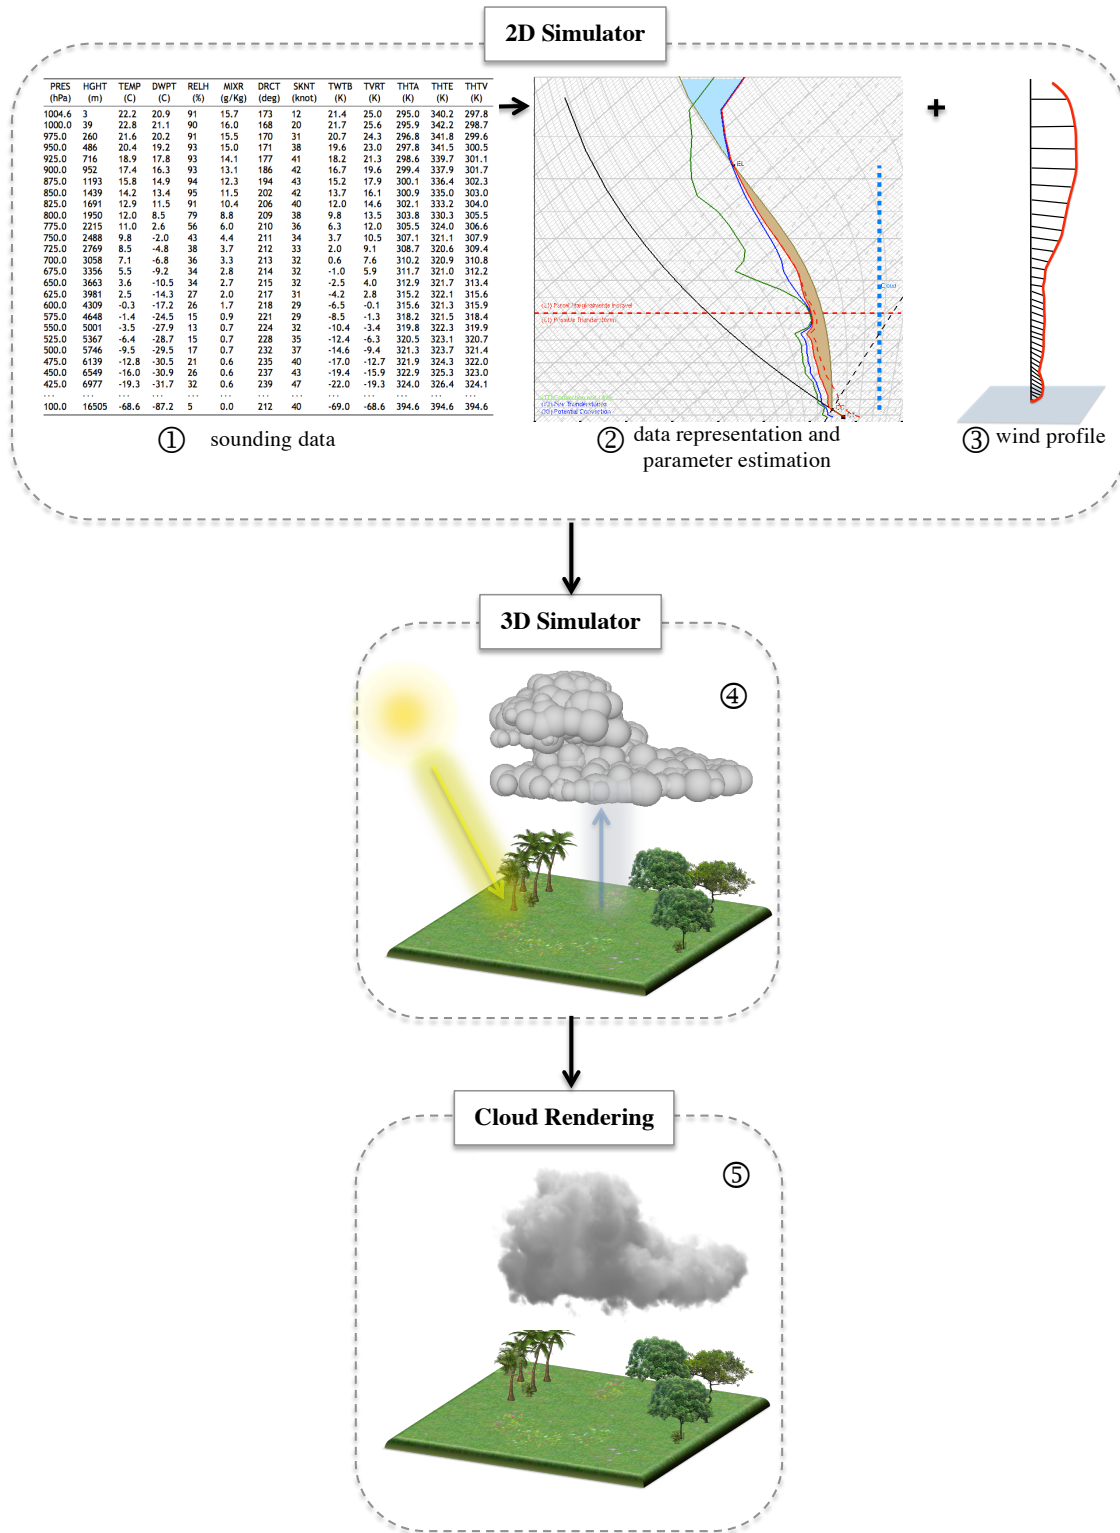 2D Simulator
PRES HGHT TEMP DWPT RELH MIXR DRCT SKNT TWTB TVRT THTA THTE THTV
(hPa) (m) (C) (C) (%) (g/Kg) (deg) (knot) (K) (K) (K) (K) (K)
1004.6 3 22.2 20.9 91 15.7 173 12 21.4 25.0 295.0 340.2 297.8
1000.0 39 22.8 21.1 90 16.0 168 20 21.7 25.6 295.9 342.2 298.7
975.0 260 21.6 20.2 91 15.5 170 31 20.7 24.3 296.8 341.8 299.6
950.0 486 20.4 19.2 93 15.0 171 38 19.6 23.0 297.8 341.5 300.5
925.0 716 18.9 17.8 93 14.1 177 41 18.2 21.3 298.6 339.7 301.1
900.0 952 17.4 16.3 93 13.1 186 42 16.7 19.6 299.4 337.9 301.7
875.0 1193 15.8 14.9 94 12.3 194 43 15.2 17.9 300.1 336.4 302.3
850.0 1439 14.2 13.4 95 11.5 202 42 13.7 16.1 300.9 335.0 303.0
825.0 1691 12.9 11.5 91 10.4 206 40 12.0 14.6 302.1 333.2 304.0
800.0 1950 12.0 8.5 79 8.8 209 38 9.8 13.5 303.8 330.3 305.5
775.0 2215 11.0 2.6 56 6.0 210 36 6.3 12.0 305.5 324.0 306.6
750.0 2488 9.8 -2.0 43 4.4 211 34 3.7 10.5 307.1 321.1 307.9
725.0 2769 8.5 -4.8 38 3.7 212 33 2.0 9.1 308.7 320.6 309.4
700.0 3058 7.1 -6.8 36 3.3 213 32 0.6 7.6 310.2 320.9 310.8
675.0 3356 5.5 -9.2 34 2.8 214 32 -1.0 5.9 311.7 321.0 312.2
650.0 3663 3.6 -10.5 34 2.7 215 32 -2.5 4.0 312.9 321.7 313.4
625.0 3981 2.5 -14.3 27 2.0 217 31 -4.2 2.8 315.2 322.1 315.6
600.0 4309 -0.3 -17.2 26 1.7 218 29 -6.5 -0.1 315.6 321.3 315.9
575.0 4648 -1.4 -24.5 15 0.9 221 29 -8.5 -1.3 318.2 321.5 318.4
550.0 5001 -3.5 -27.9 13 0.7 224 32 -10.4 -3.4 319.8 322.3 319.9
525.0 5367 -6.4 -28.7 15 0.7 228 35 -12.4 -6.3 320.5 323.1 320.7
500.0 5746 -9.5 -29.5 17 0.7 232 37 -14.6 -9.4 321.3 323.7 321.4
475.0 6139 -12.8 -30.5 21 0.6 235 40 -17.0 -12.7 321.9 324.3 322.0
450.0 6549 -16.0 -30.9 26 0.6 237 43 -19.4 -15.9 322.9 325.3 323.0
425.0 6977 -19.3 -31.7 32 0.6 239 47 -22.0 -19.3 324.0 326.4 324.1
... ... ... ... ... ... ... ... ... ... ... ... ...
100.0 16505 -68.6 -87.2 5 0.0 212 40 -69.0 -68.6 394.6 394.6 394.6
EL
Cloud
(KI) Potential Convection
① sounding data
② data representation and
parameter estimation
③ wind profile
3D Simulator
④
Cloud Rendering
⑤